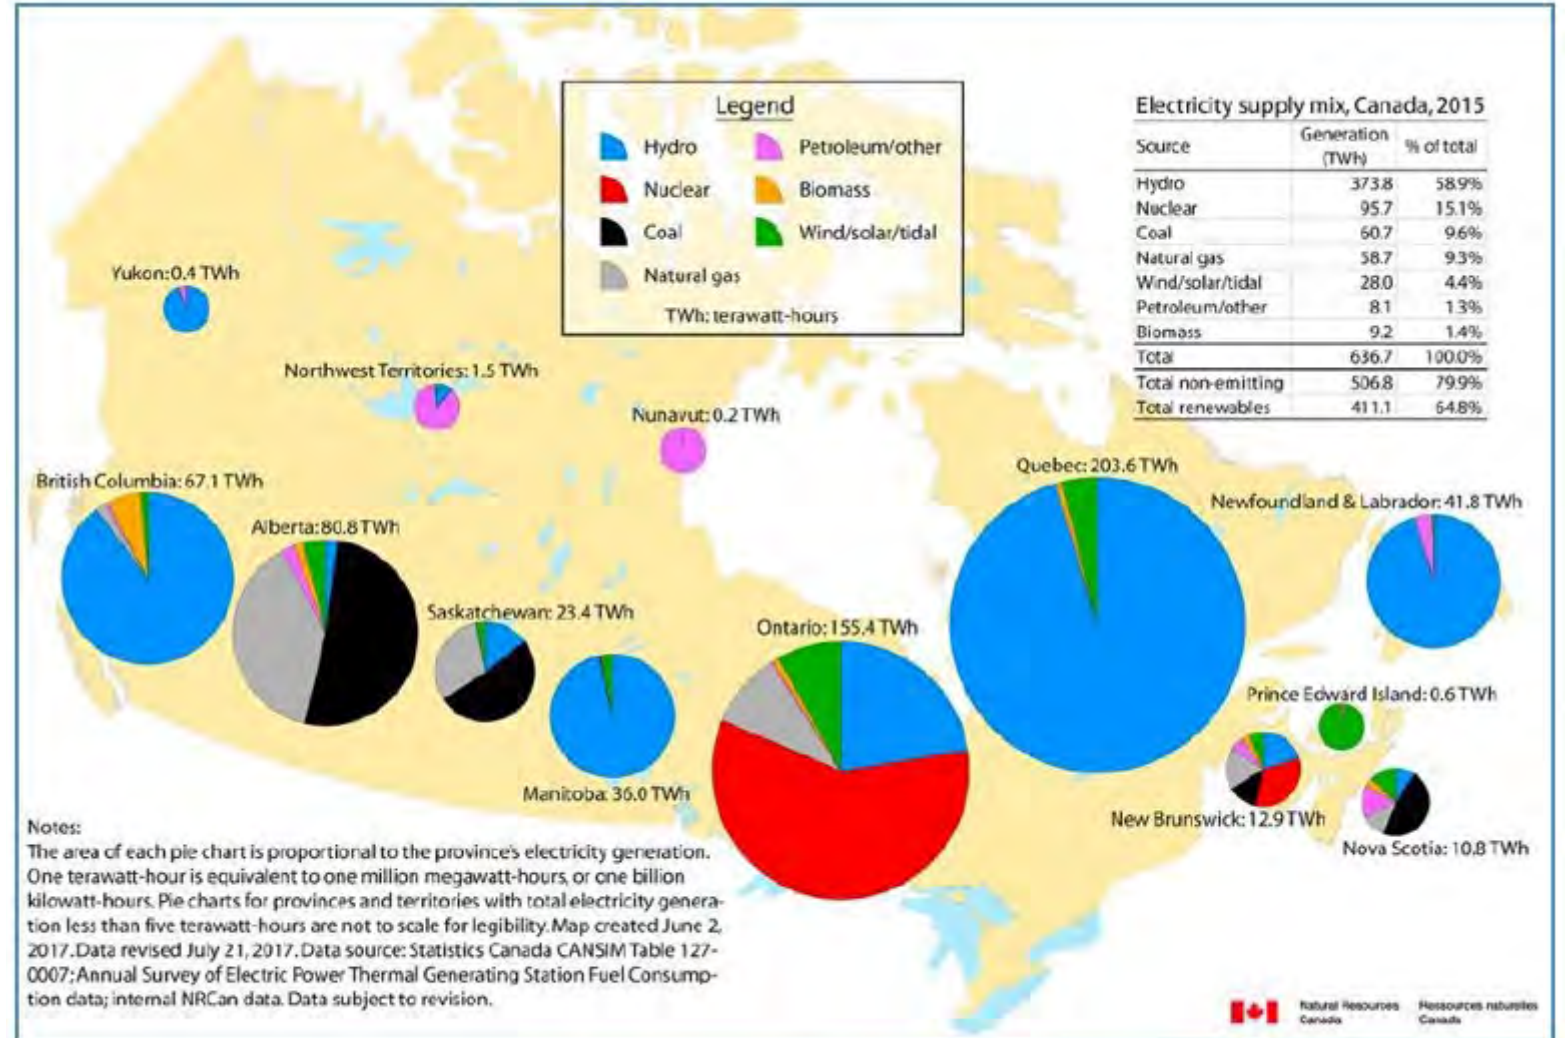 Legend
Hydro
Petroleum/other
Nuclear
Biomass
Coal
Wind/solar/tidal
Natural gas
TWh: terawatt-hours
Electricity supply mix, Canada, 2015
Source Generation (TWh) % of total
Hydro 373.8 58.9%
Nuclear 95.7 15.1%
Coal 60.7 9.6%
Natural gas 58.7 9.3%
Wind/solar/tidal 28.0 4.4%
Petroleum/other 8.1 1.3%
Biomass 9.2 1.4%
Total 636.7 100.0%
Total non-emitting 506.8 79.9%
Total renewables 411.1 64.8%
Yukon: 0.4 TWh
Northwest Territories: 1.5 TWh
Nunavut: 0.2 TWh
British Columbia: 67.1 TWh
Alberta: 80.8 TWh
Saskatchewan: 23.4 TWh
Manitoba: 36.0 TWh
Ontario: 155.4 TWh
Quebec: 203.6 TWh
Newfoundland & Labrador: 41.8 TWh
Prince Edward Island: 0.6 TWh
New Brunswick: 12.9 TWh
Nova Scotia: 10.8 TWh
Notes:
The area of each pie chart is proportional to the province's electricity generation.
One terawatt-hour is equivalent to one million megawatt-hours, or one billion
kilowatt-hours. Pie charts for provinces and territories with total electricity genera-
tion less than five terawatt-hours are not to scale for legibility. Map created June 2,
2017. Data revised July 21, 2017. Data source: Statistics Canada CANSIM Table 127-
0007; Annual Survey of Electric Power Thermal Generating Station Fuel Consump-
tion data; internal NRCan data. Data subject to revision.
Natural Resources
Canada
Ressources naturelles
Canada